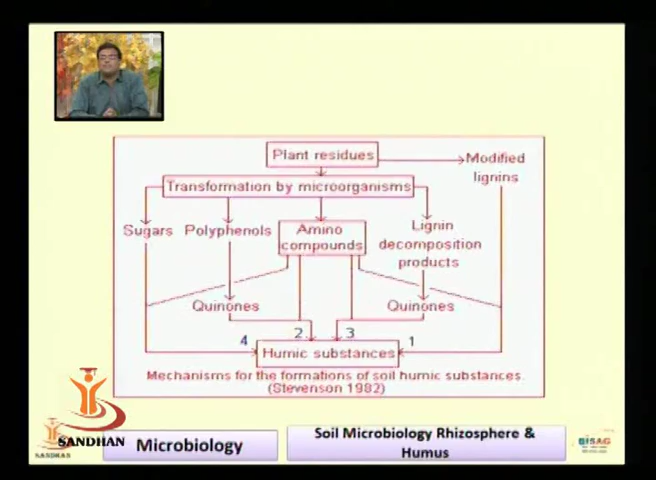 Plant residues
Modified
lignins
Transformation by microorganisms
Sugars
Polyphenols
Amino
compounds
Lignin
decomposition
products
Quinones
Quinones
4
2
3
1
Humic substances
Mechanisms for the formations of soil humic substances.
(Stevenson 1982)
SANDHAN
SANDHAN
Microbiology
Soil Microbiology Rhizosphere &
Humus
BISAG